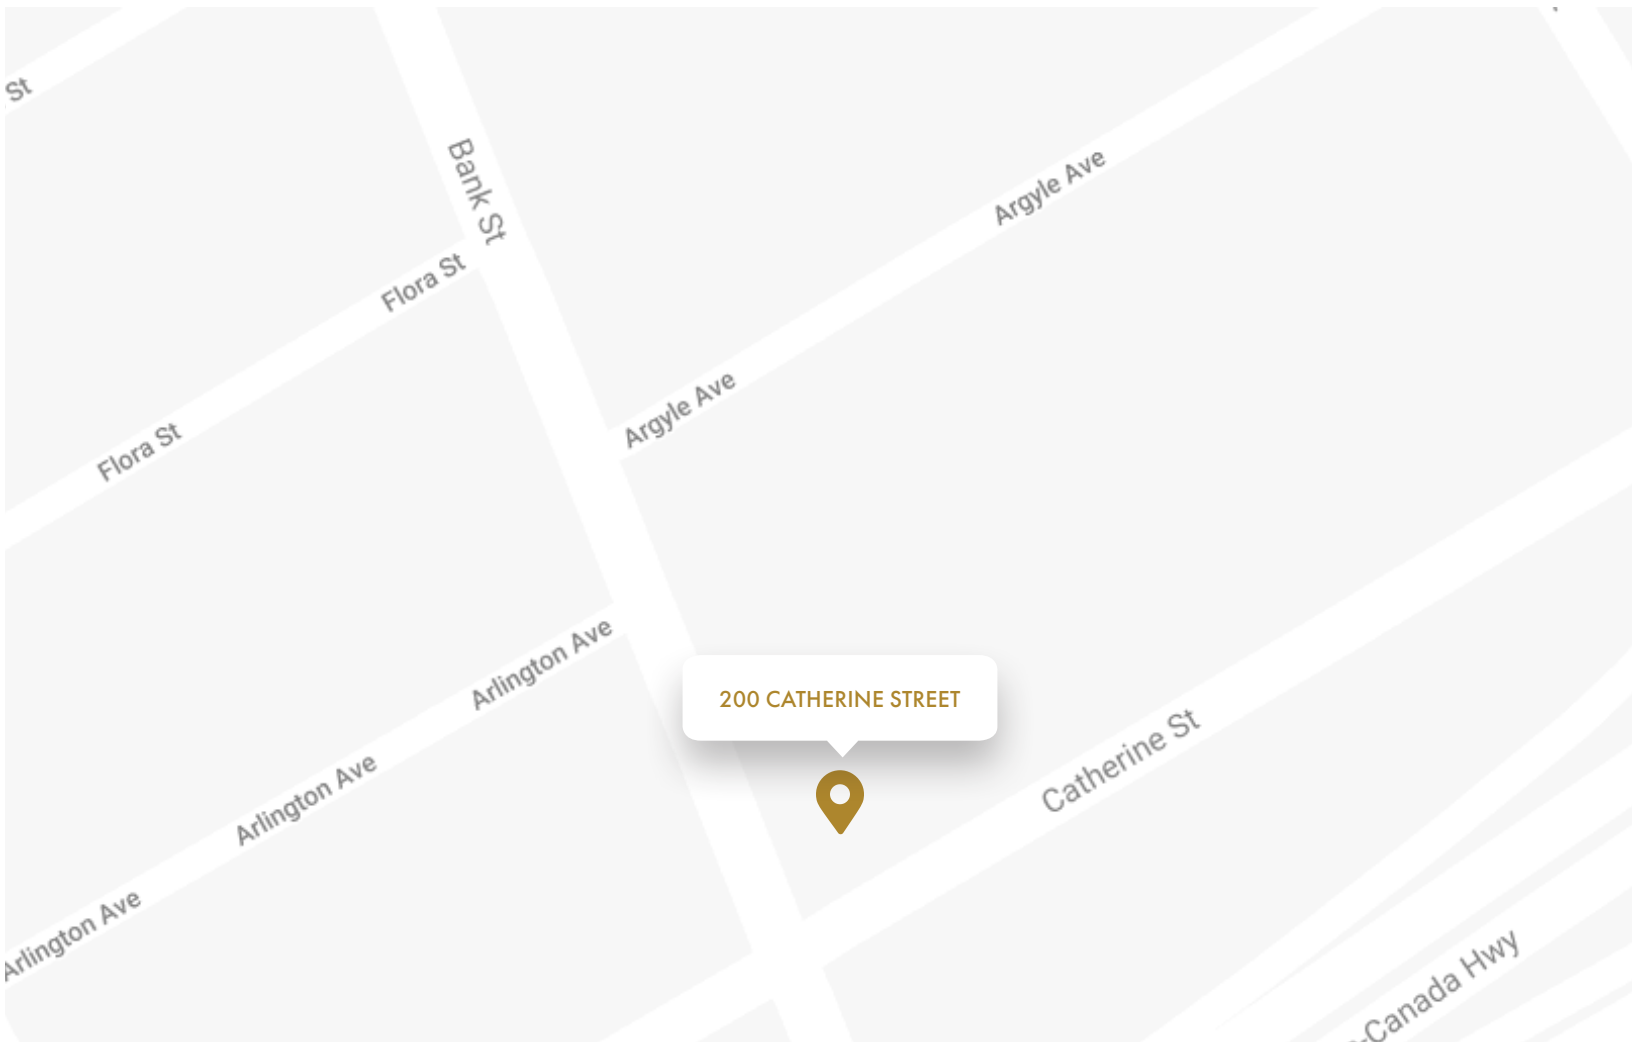 St
Bank St
Argyle Ave
Flora St
Argyle Ave
Flora St
Arlington Ave
200 CATHERINE STREET
Catherine St
Arlington Ave
Arlington Ave
-Canada Hwy